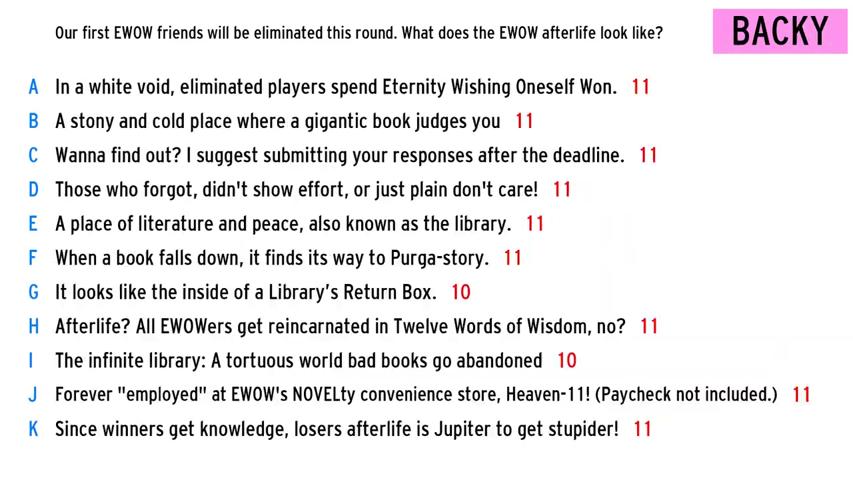 Our first EWOW friends will be eliminated this round. What does the EWOW afterlife look like?
BACKY
A In a white void, eliminated players spend Eternity Wishing Oneself Won. 11
B A stony and cold place where a gigantic book judges you 11
C Wanna find out? I suggest submitting your responses after the deadline. 11
D Those who forgot, didn't show effort, or just plain don't care! 11
E A place of literature and peace, also known as the library. 11
F When a book falls down, it finds its way to Purga-story. 11
G It looks like the inside of a Library’s Return Box. 10
H Afterlife? All EWOWers get reincarnated in Twelve Words of Wisdom, no? 11
I The infinite library: A tortuous world bad books go abandoned 10
J Forever "employed" at EWOW's NOVELty convenience store, Heaven-11! (Paycheck not included.) 11
K Since winners get knowledge, losers afterlife is Jupiter to get stupider! 11